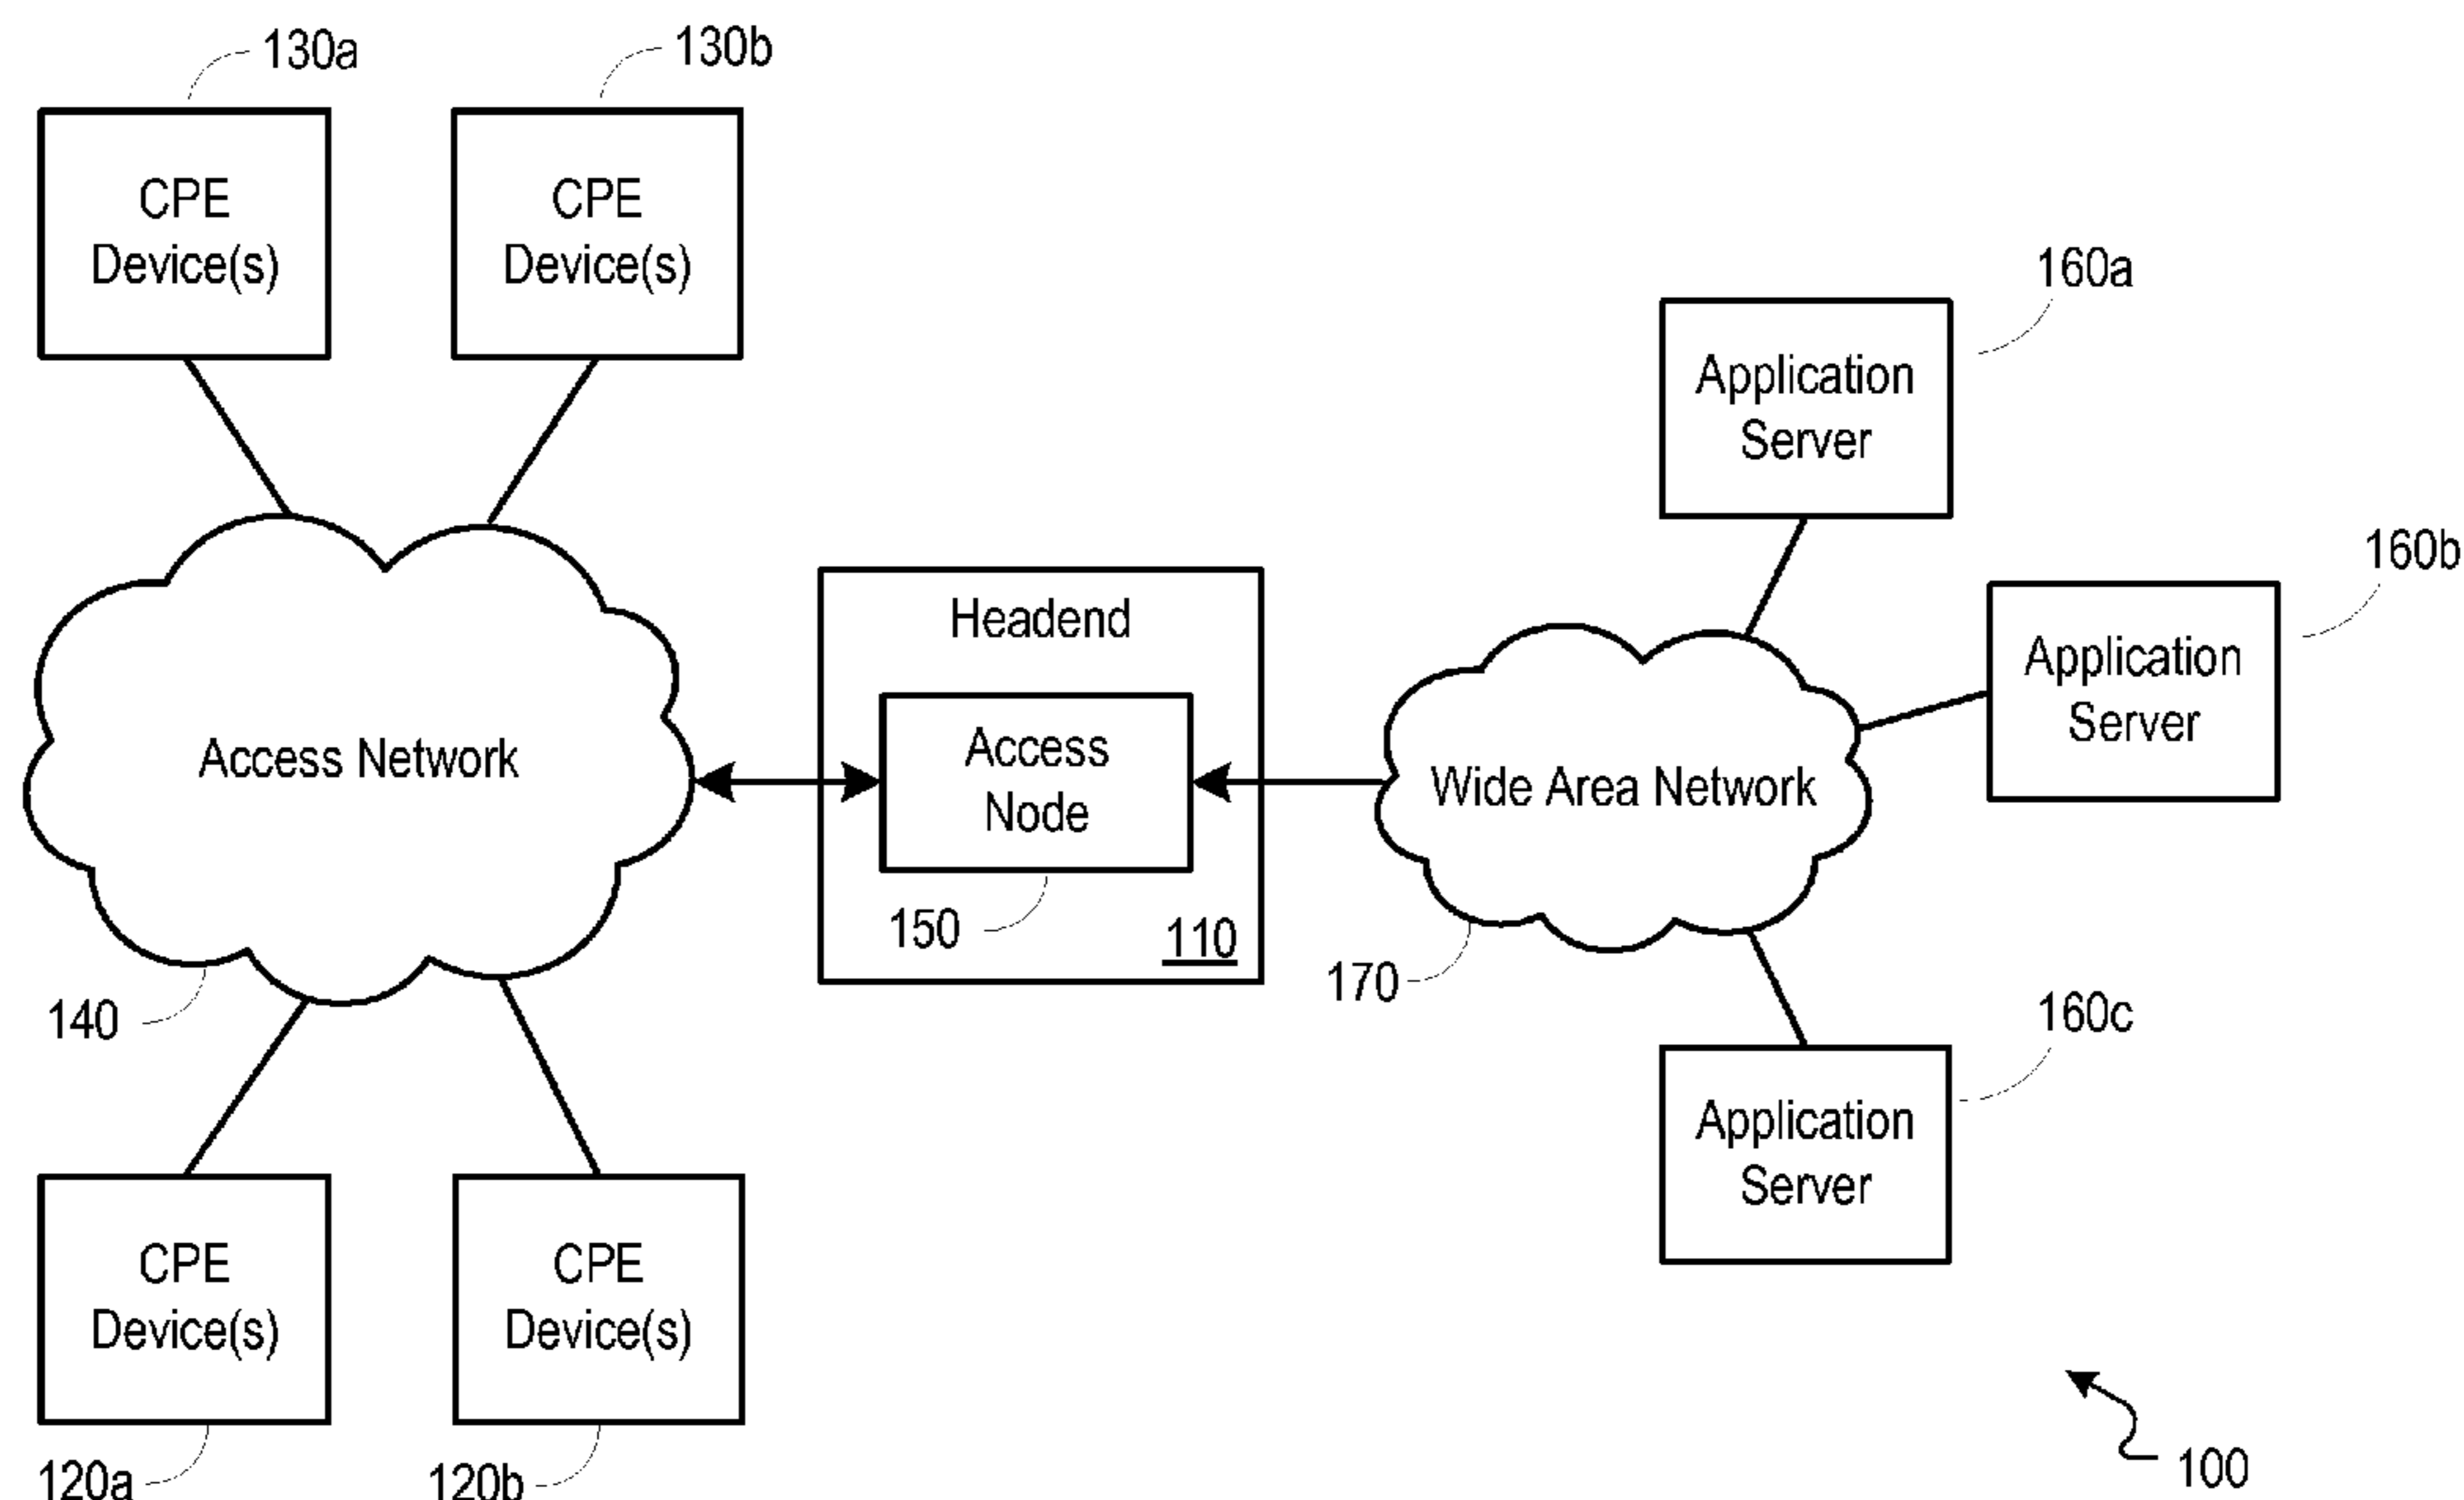 130a
130b
CPE
Device(s)
CPE
Device(s)
160a
Application
Server
160b
Application
Server
Headend
Access
Node
150
110
Access Network
140
Wide Area Network
170
160c
Application
Server
CPE
Device(s)
CPE
Device(s)
120a
120b
100